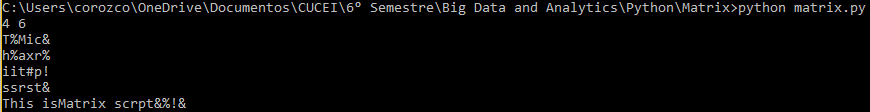 C:\Users\corozco\OneDrive\Documentos\CUCEI\6º Semestre\Big Data and Analytics\Python\Matrix>python matrix.py
4 6
T%Mic&
h%axr%
iit#p!
ssrst&
This isMatrix scrpt&%!&